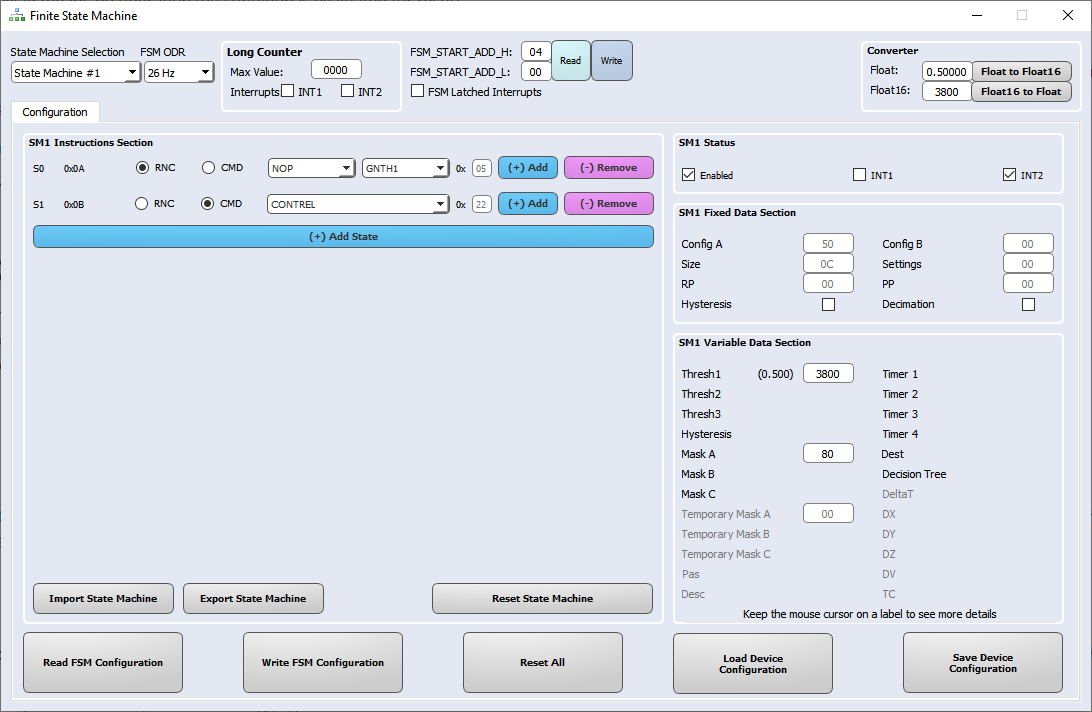 Finite State Machine
State Machine Selection FSM ODR
State Machine #1 26 Hz
Long Counter
Max Value: 0000
Interrupts: INT1 INT2
FSM_START_ADD_H: 04
FSM_START_ADD_L: 00
Read Write
FSM Latched Interrupts
Converter
Float: 0.50000 Float to Float16
Float16: 3800 Float16 to Float
Configuration
SM1 Instructions Section
S0 0x0A RNC CMD NOP GNTH1 0x 05 (+) Add (-) Remove
S1 0x0B RNC CMD CONTREL 0x 22 (+) Add (-) Remove
(+) Add State
Import State Machine Export State Machine Reset State Machine
SM1 Status
Enabled INT1 INT2
SM1 Fixed Data Section
Config A 50 Config B 00
Size 0C Settings 00
RP 00 PP 00
Hysteresis Decimation
SM1 Variable Data Section
Thresh1 (0.500) 3800 Timer 1
Thresh2 Timer 2
Thresh3 Timer 3
Hysteresis Timer 4
Mask A 80 Dest
Mask B Decision Tree
Mask C DeltaT
Temporary Mask A 00 DX
Temporary Mask B DY
Temporary Mask C DZ
Pas DV
Desc TC
Keep the mouse cursor on a label to see more details
Read FSM Configuration Write FSM Configuration Reset All
Load Device
Configuration
Save Device
Configuration